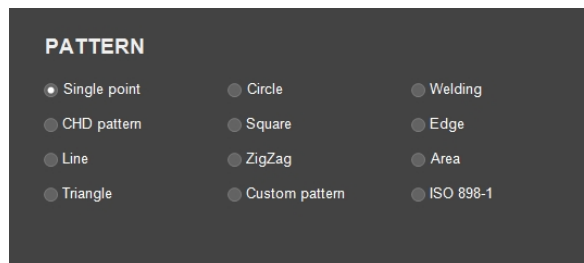 PATTERN
Single point
Circle
Welding
CHD pattern
Square
Edge
Line
ZigZag
Area
Triangle
Custom pattern
ISO 898-1